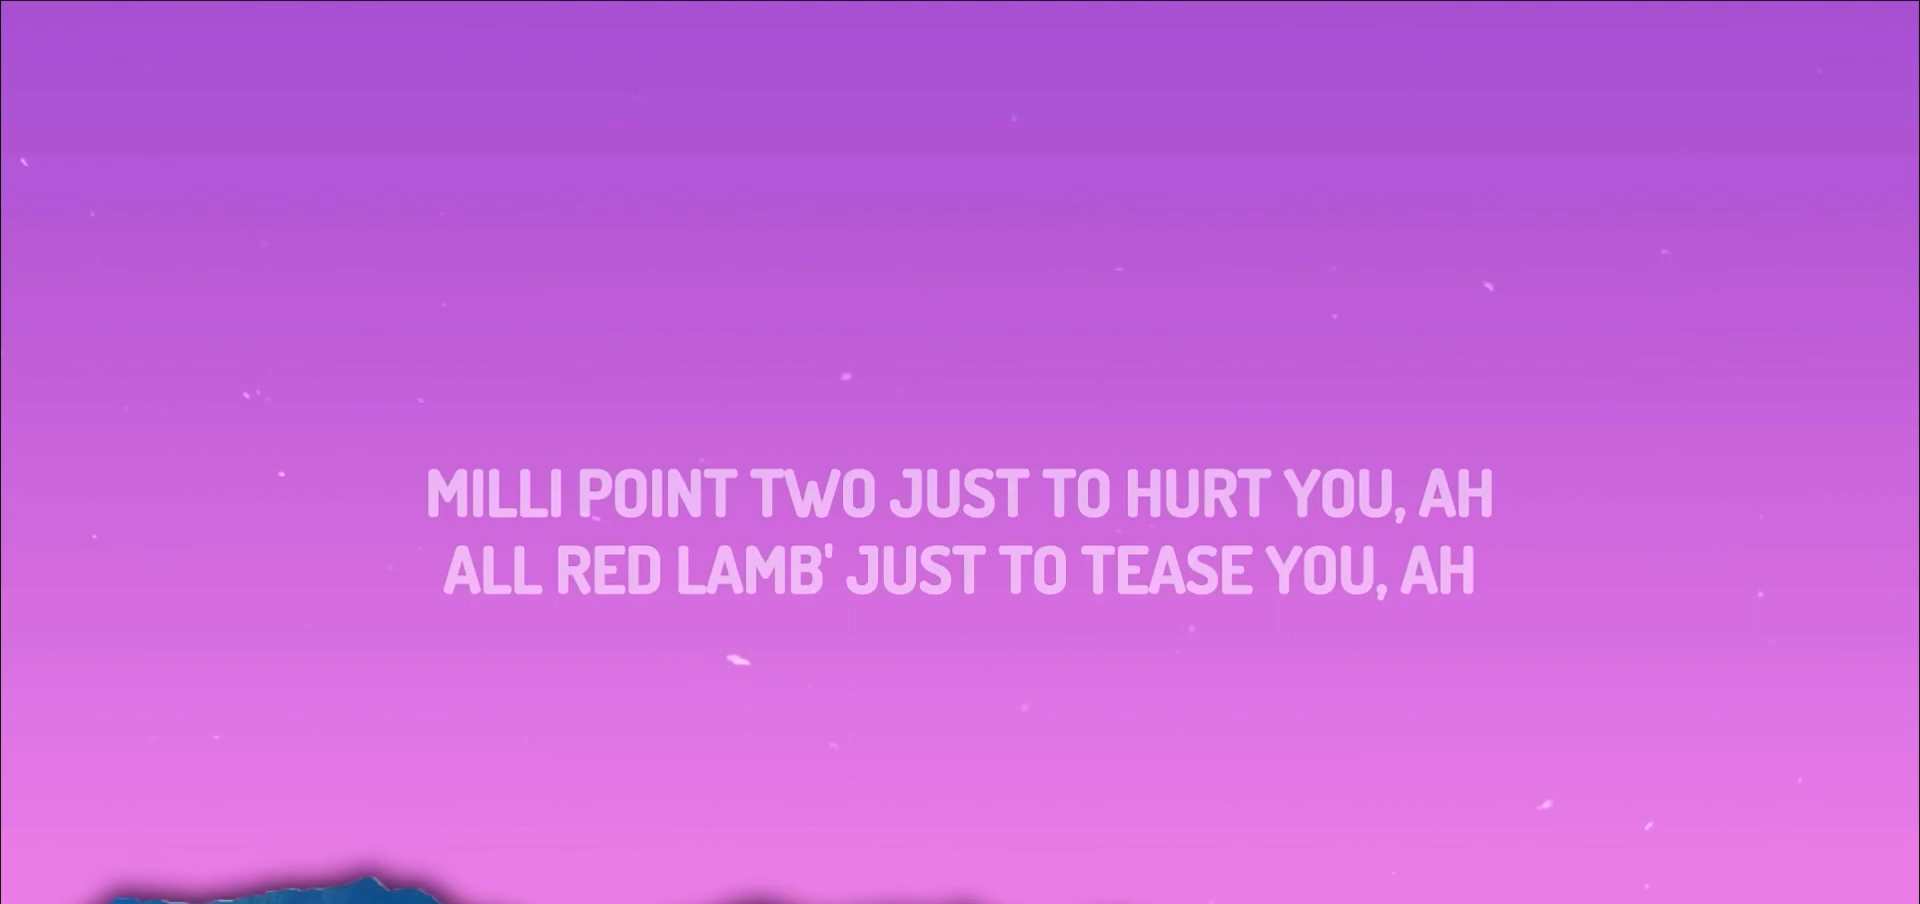 MILLI POINT TWO JUST TO HURT YOU, AH
ALL RED LAMB' JUST TO TEASE YOU, AH